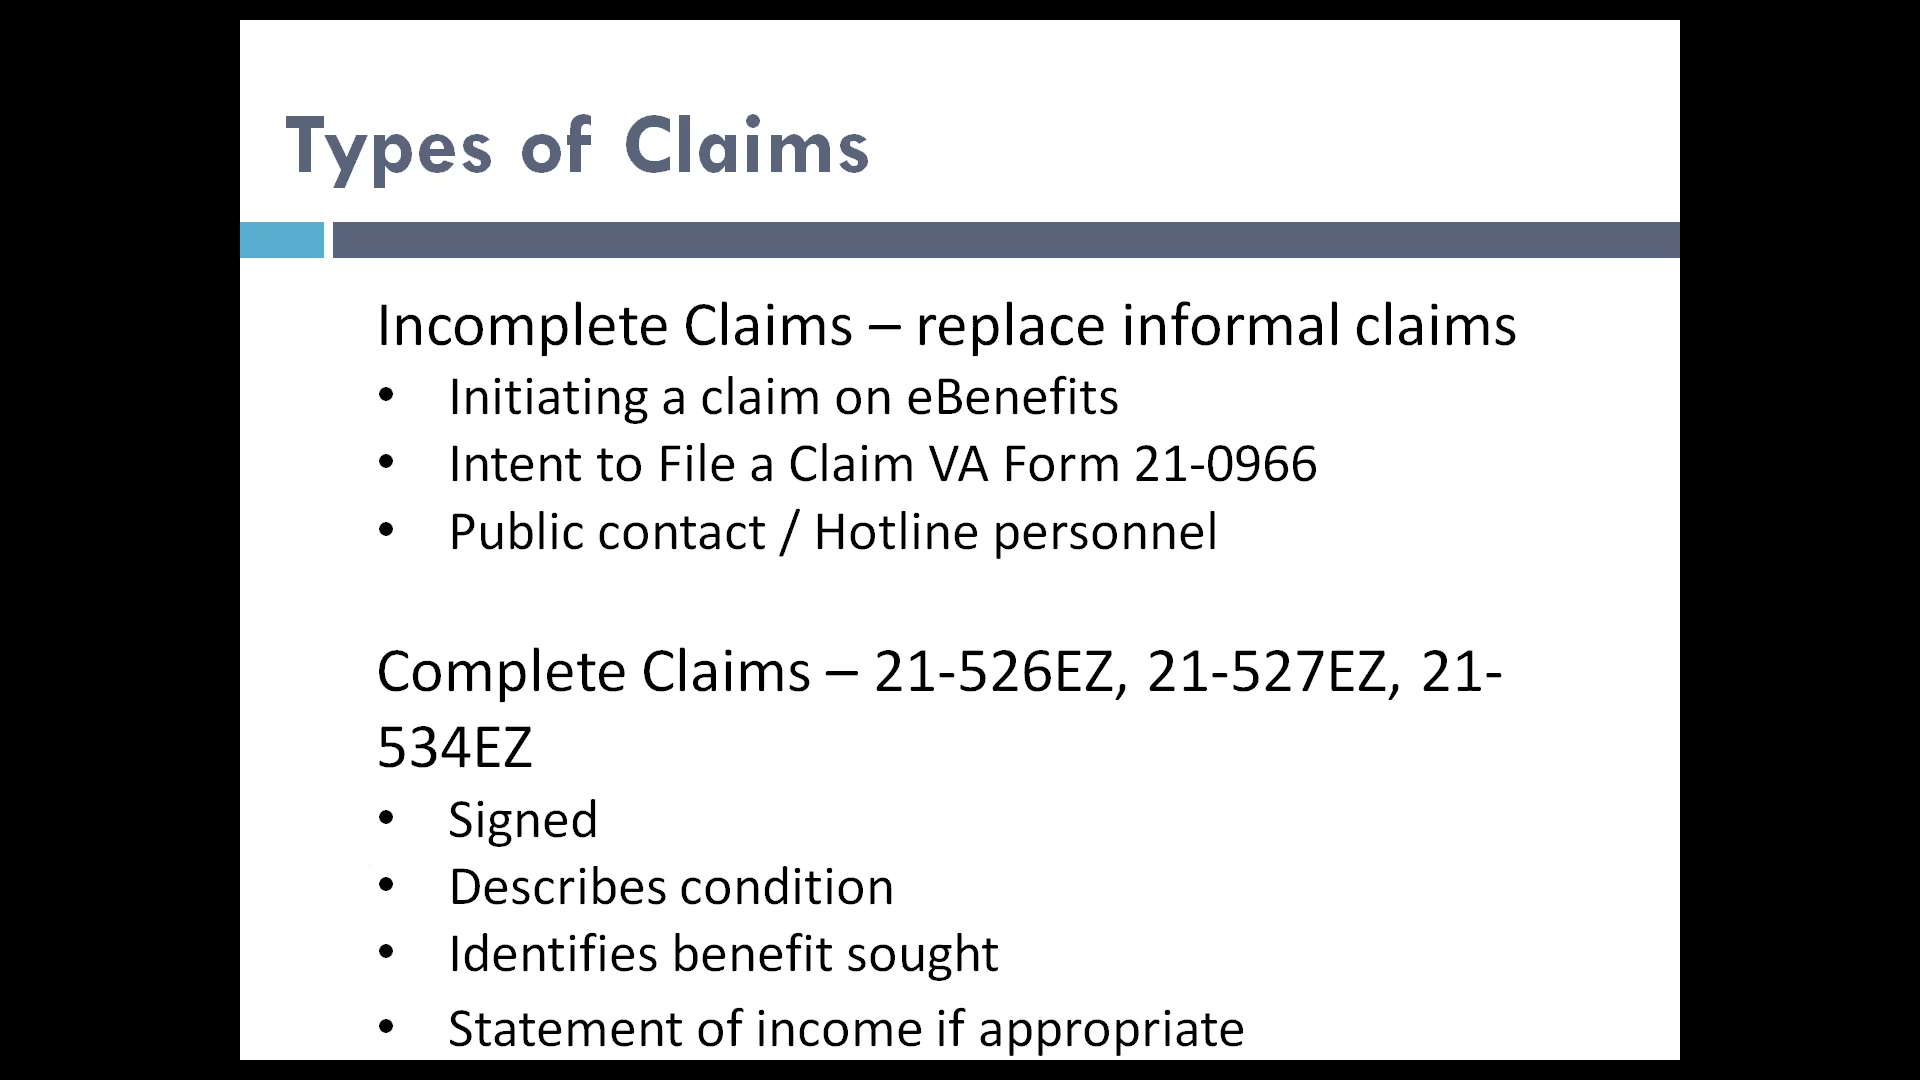 Types of Claims
Incomplete Claims – replace informal claims
• Initiating a claim on eBenefits
• Intent to File a Claim VA Form 21-0966
• Public contact / Hotline personnel
Complete Claims – 21-526EZ, 21-527EZ, 21-
534EZ
• Signed
• Describes condition
• Identifies benefit sought
• Statement of income if appropriate